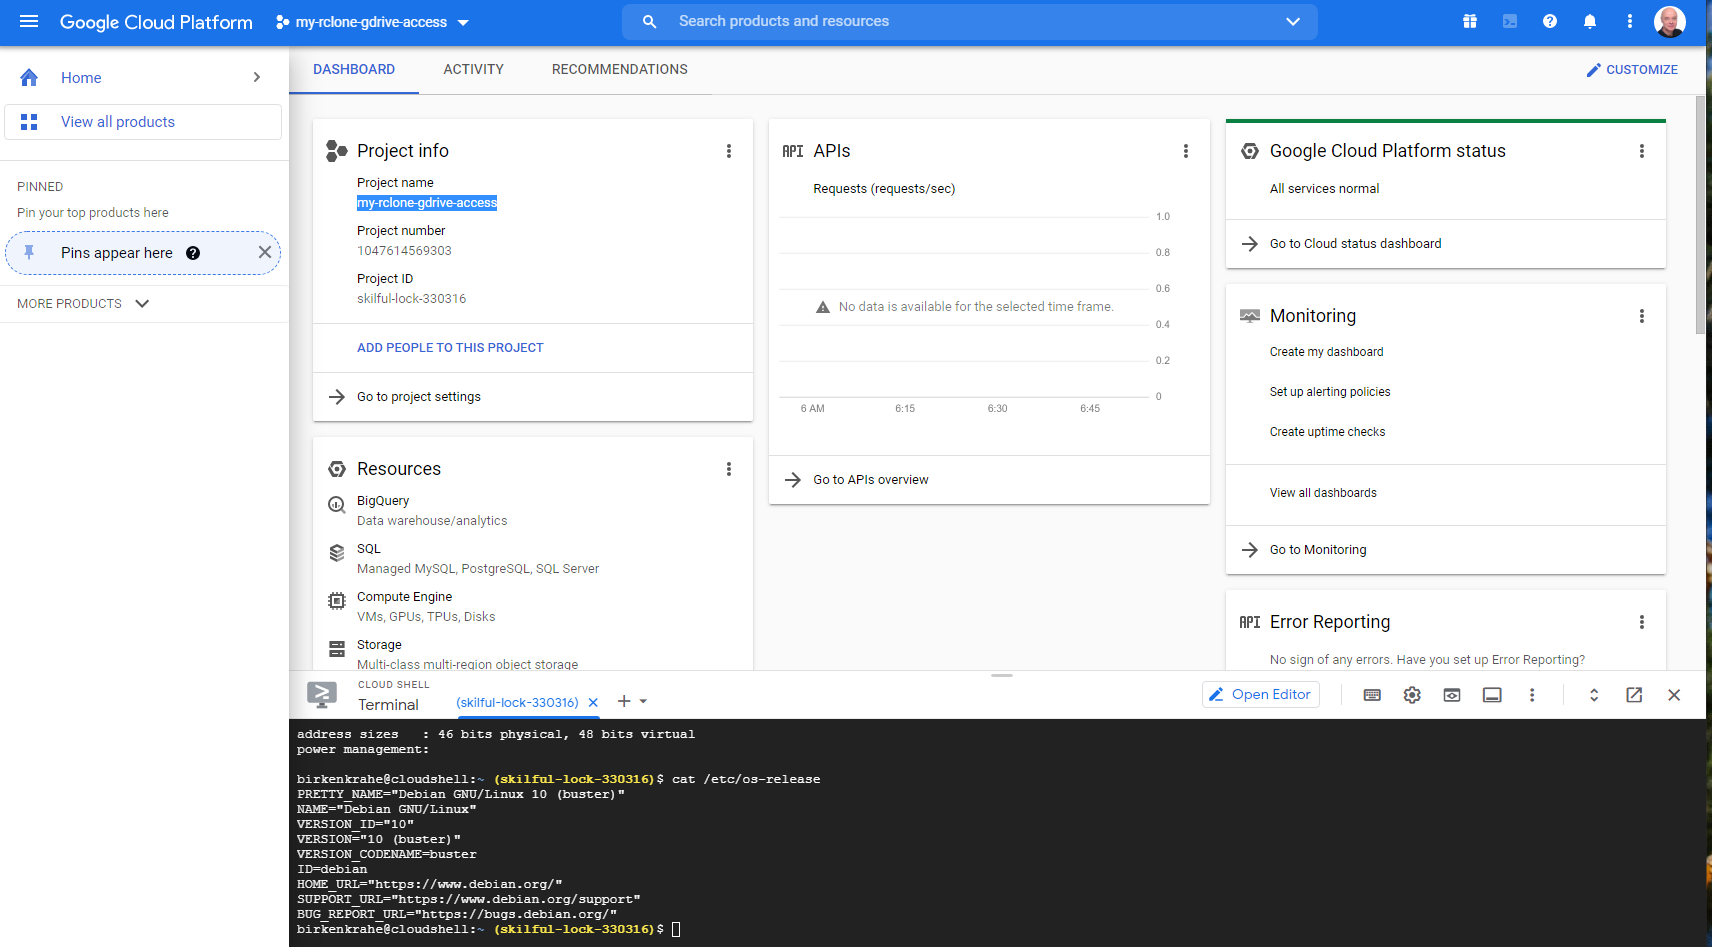 Google Cloud Platform
my-rclone-gdrive-access
Search products and resources
Home
View all products
PINNED
Pin your top products here
Pins appear here
MORE PRODUCTS
DASHBOARD
ACTIVITY
RECOMMENDATIONS
CUSTOMIZE
Project info
Project name
my-rclone-gdrive-access
Project number
1047614569303
Project ID
skilful-lock-330316
ADD PEOPLE TO THIS PROJECT
Go to project settings
Resources
BigQuery
Data warehouse/analytics
SQL
Managed MySQL, PostgreSQL, SQL Server
Compute Engine
VMs, GPUs, TPUs, Disks
Storage
Multi-class multi-region object storage
API APIs
Requests (requests/sec)
1.0
0.8
0.6
No data is available for the selected time frame.
0.4
0.2
0
6 AM 6:15 6:30 6:45
Go to APIs overview
Google Cloud Platform status
All services normal
Go to Cloud status dashboard
Monitoring
Create my dashboard
Set up alerting policies
Create uptime checks
View all dashboards
Go to Monitoring
API Error Reporting
No sign of any errors. Have you set up Error Reporting?
CLOUD SHELL
Terminal
(skilful-lock-330316)
Open Editor
address sizes   : 46 bits physical, 48 bits virtual
power management:
birkenkrahe@cloudshell:~ (skilful-lock-330316)$ cat /etc/os-release
PRETTY_NAME="Debian GNU/Linux 10 (buster)"
NAME="Debian GNU/Linux"
VERSION_ID="10"
VERSION="10 (buster)"
VERSION_CODENAME=buster
ID=debian
HOME_URL="https://www.debian.org/"
SUPPORT_URL="https://www.debian.org/support"
BUG_REPORT_URL="https://bugs.debian.org/"
birkenkrahe@cloudshell:~ (skilful-lock-330316)$